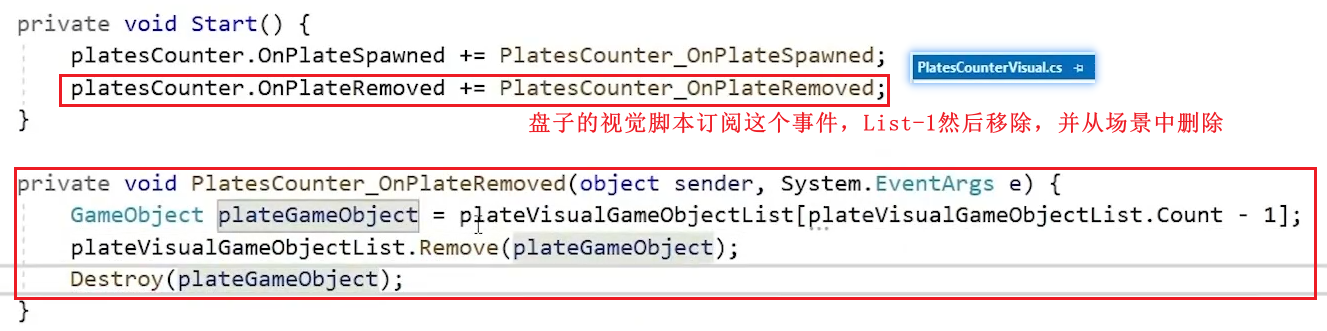 private void Start() {
platesCounter.OnPlateSpawned += PlatesCounter_OnPlateSpawned;
PlatesCounterVisual.cs
platesCounter.OnPlateRemoved += PlatesCounter_OnPlateRemoved;
}
盘子的视觉脚本订阅这个事件，List-1然后移除，并从场景中删除
private void PlatesCounter_OnPlateRemoved(object sender, System.EventArgs e) {
GameObject plateGameObject = plateVisualGameObjectList[plateVisualGameObjectList.Count - 1];
plateVisualGameObjectList.Remove(plateGameObject);
Destroy(plateGameObject);
}